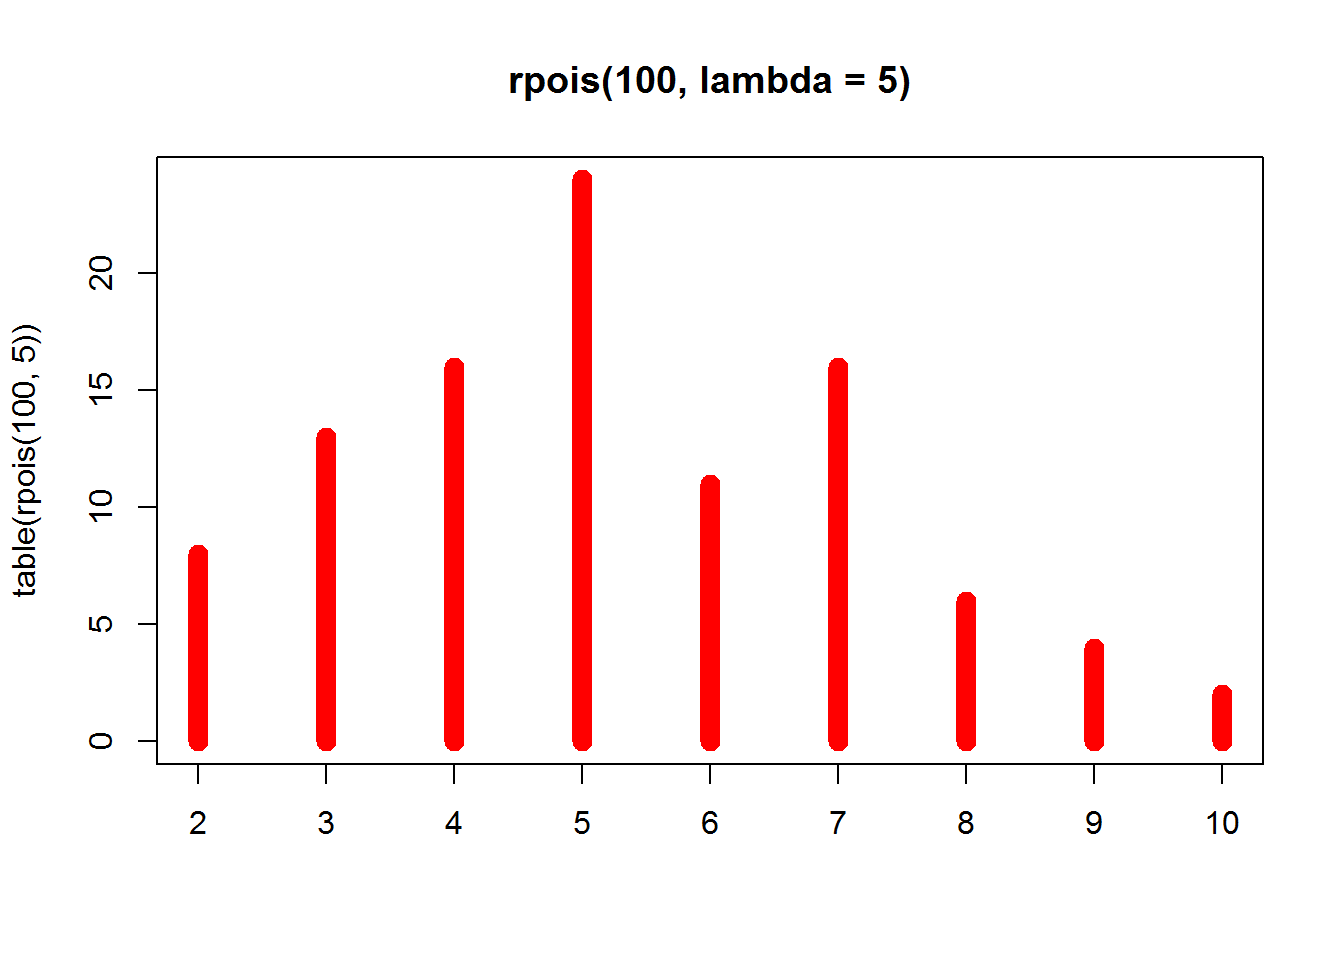 rpois(100, lambda = 5)
table(rpois(100, 5))
20
15
10
5
0
2 3 4 5 6 7 8 9 10